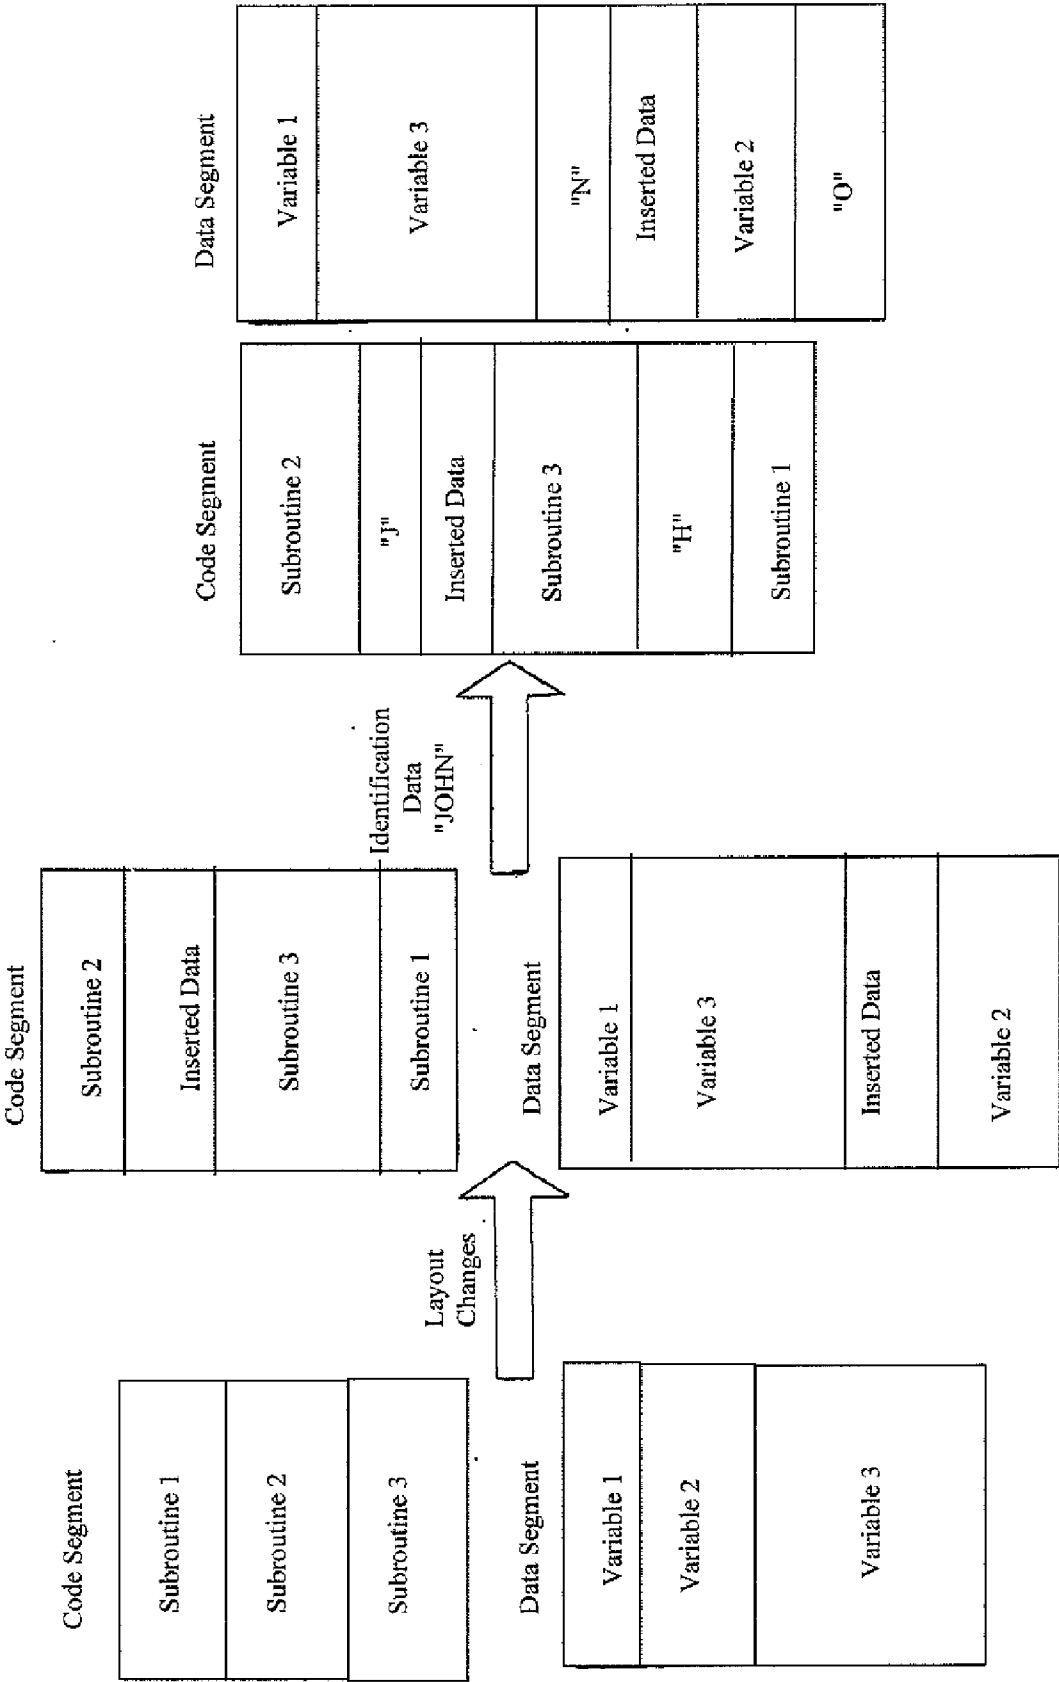 Code Segment
Subroutine 1
Subroutine 2
Subroutine 3
Data Segment
Variable 1
Variable 2
Variable 3
Layout
Changes
Code Segment
Subroutine 2
Inserted Data
Subroutine 3
Subroutine 1
Data Segment
Variable 1
Variable 3
Inserted Data
Variable 2
Identification
Data
"JOHN"
Code Segment
Subroutine 2
"J"
Inserted Data
Subroutine 3
"H"
Subroutine 1
Data Segment
Variable 1
Variable 3
"N"
Inserted Data
Variable 2
"O"